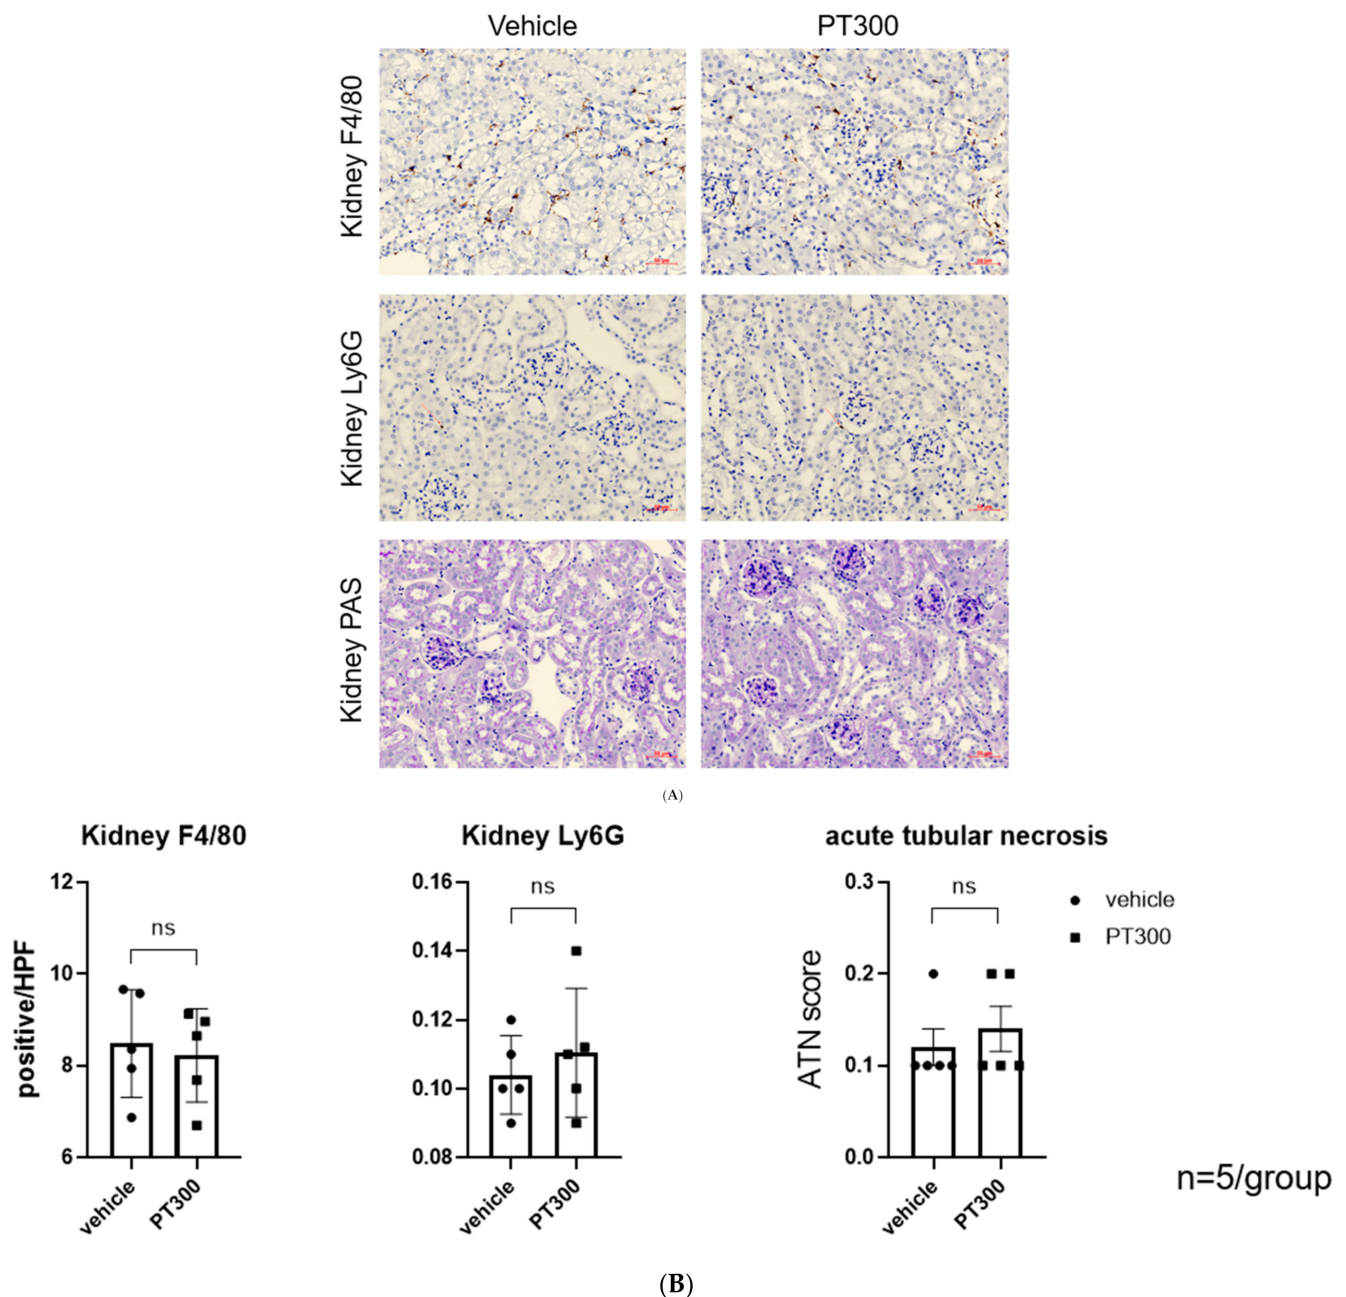 Vehicle PT300
Kidney F4/80
Kidney Ly6G
Kidney PAS
(A)
Kidney F4/80
12
10
8
6
positive/HPF
ns
vehicle
PT300
Kidney Ly6G
0.16
0.14
0.12
0.10
0.08
ns
vehicle
PT300
acute tubular necrosis
0.3
0.2
0.1
0.0
ATN score
ns
vehicle
PT300
vehicle
PT300
n=5/group
(B)